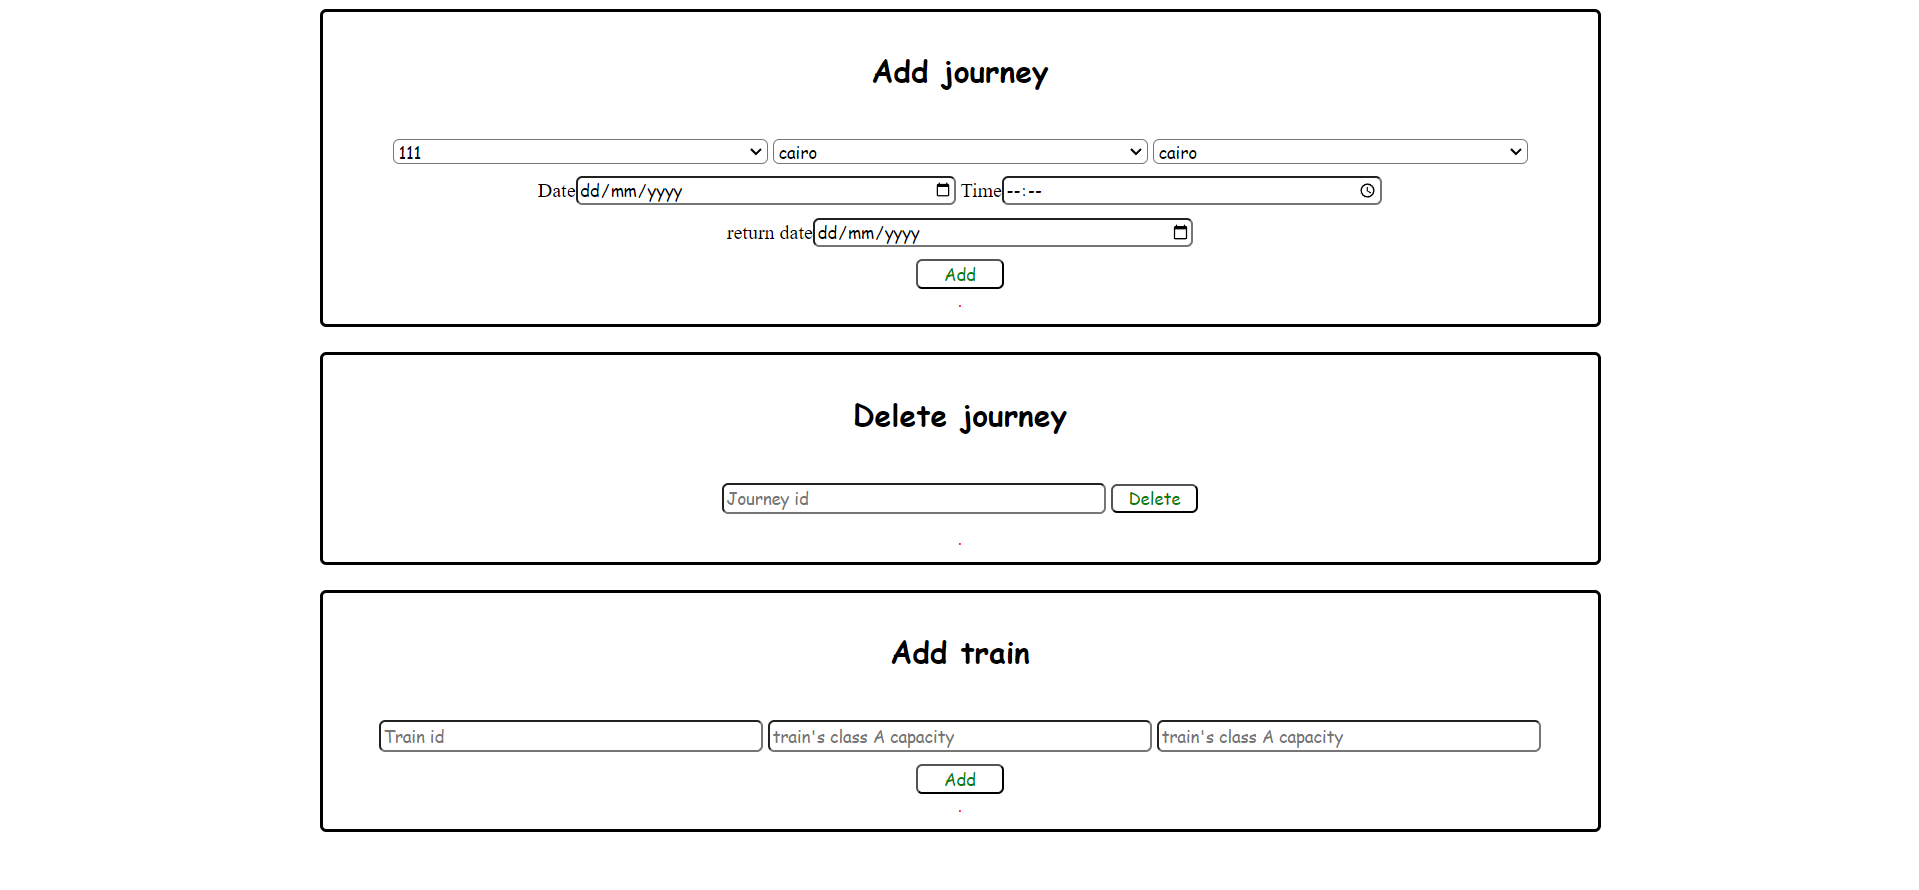 Add journey
111 cairo cairo
Date dd/mm/yyyy Time --:--
return date dd/mm/yyyy
Add
.
Delete journey
Journey id Delete
.
Add train
Train id train's class A capacity train's class A capacity
Add
.